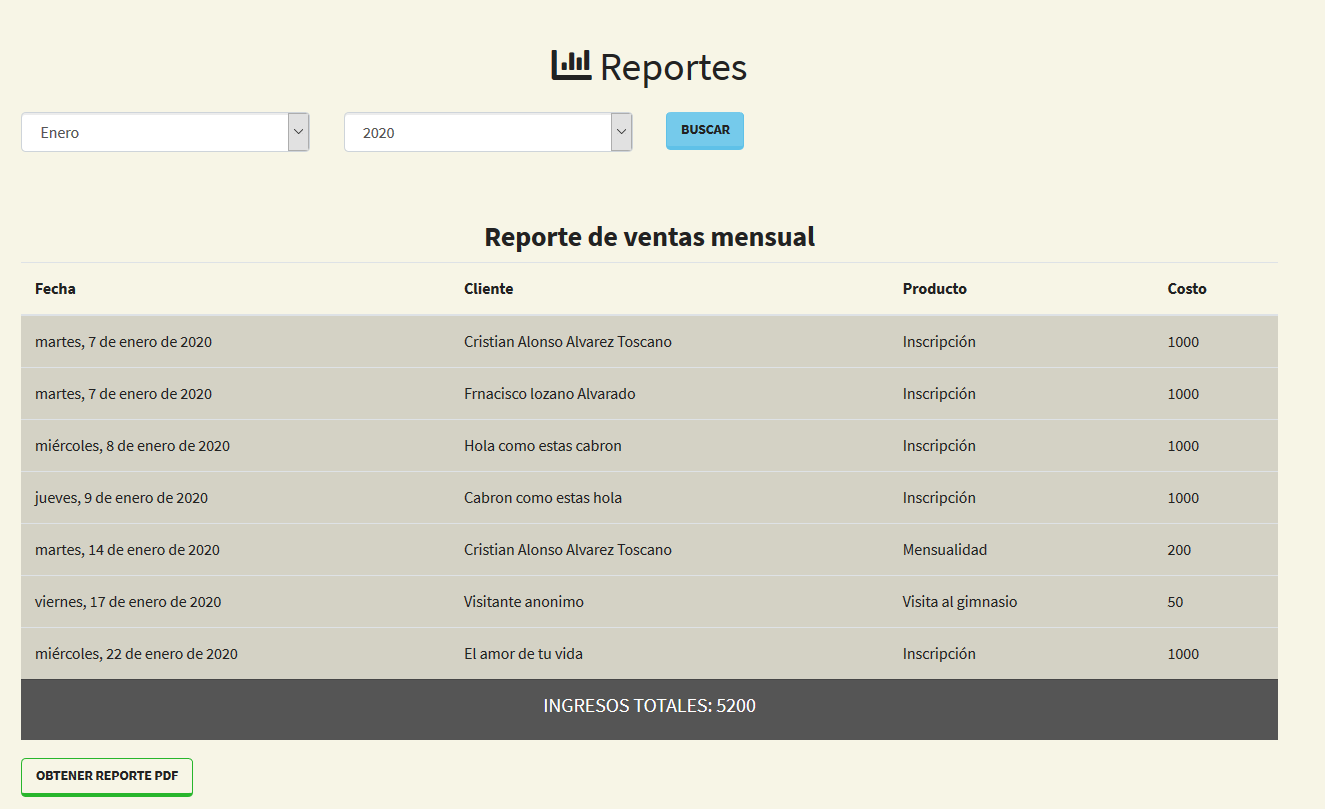 Reportes
Enero 2020 BUSCAR
Reporte de ventas mensual
Fecha Cliente Producto Costo
martes, 7 de enero de 2020 Cristian Alonso Alvarez Toscano Inscripción 1000
martes, 7 de enero de 2020 Frnacisco lozano Alvarado Inscripción 1000
miércoles, 8 de enero de 2020 Hola como estas cabron Inscripción 1000
jueves, 9 de enero de 2020 Cabron como estas hola Inscripción 1000
martes, 14 de enero de 2020 Cristian Alonso Alvarez Toscano Mensualidad 200
viernes, 17 de enero de 2020 Visitante anonimo Visita al gimnasio 50
miércoles, 22 de enero de 2020 El amor de tu vida Inscripción 1000
INGRESOS TOTALES: 5200
OBTENER REPORTE PDF